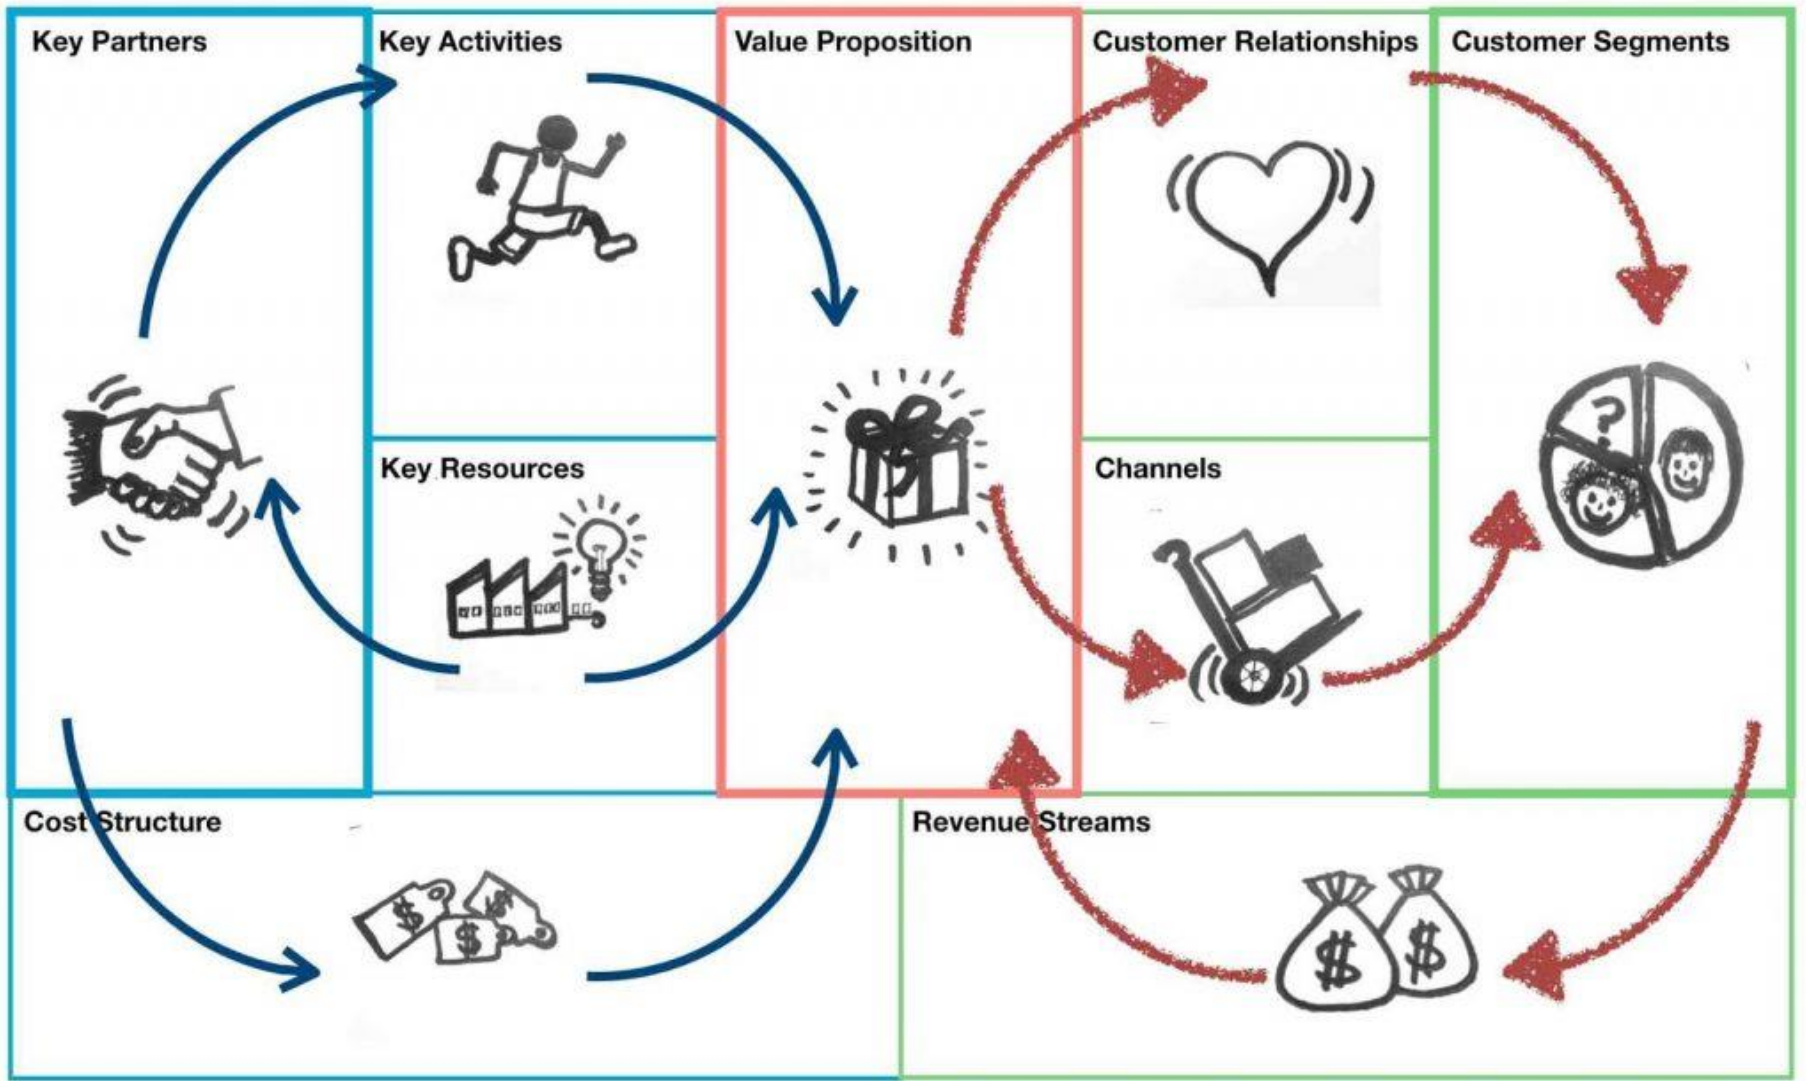 Key Partners
Key Activities
Value Proposition
Customer Relationships
Customer Segments
Key Resources
Channels
?
Cost Structure
Revenue Streams
$
$
$
$
$